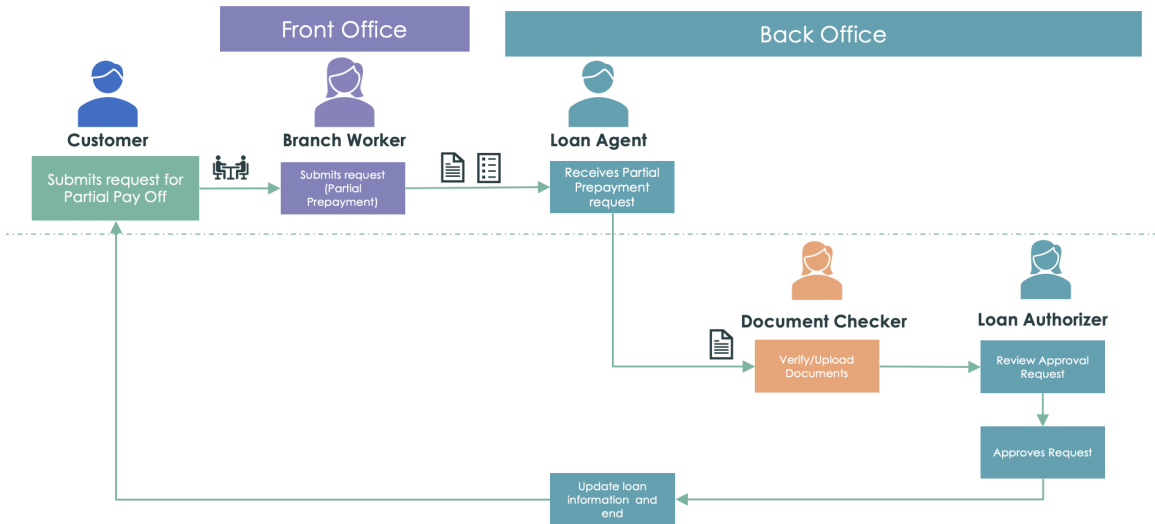 Front Office
Back Office
Customer
Branch Worker
Loan Agent
Submits request for
Partial Pay Off
Submits request
(Partial
Prepayment)
Receives Partial
Prepayment
request
Document Checker
Loan Authorizer
Verify/Upload
Documents
Review Approval
Request
Approves Request
Update loan
information and
end